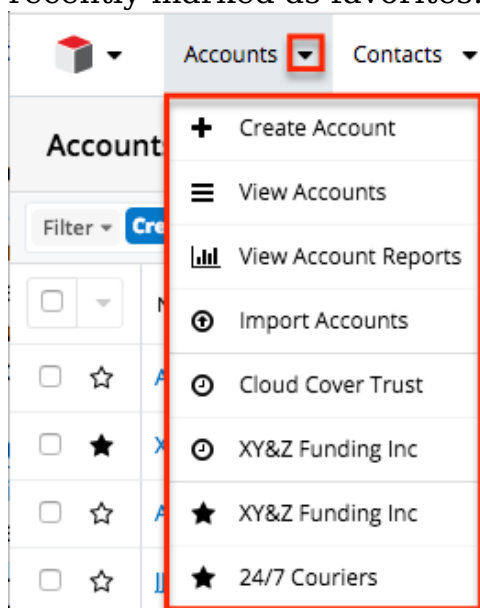 recently marked as favorites.
Accounts
Contacts
Create Account
Account
View Accounts
Filter
Cre
View Account Reports
Import Accounts
Cloud Cover Trust
XY&Z Funding Inc
XY&Z Funding Inc
24/7 Couriers